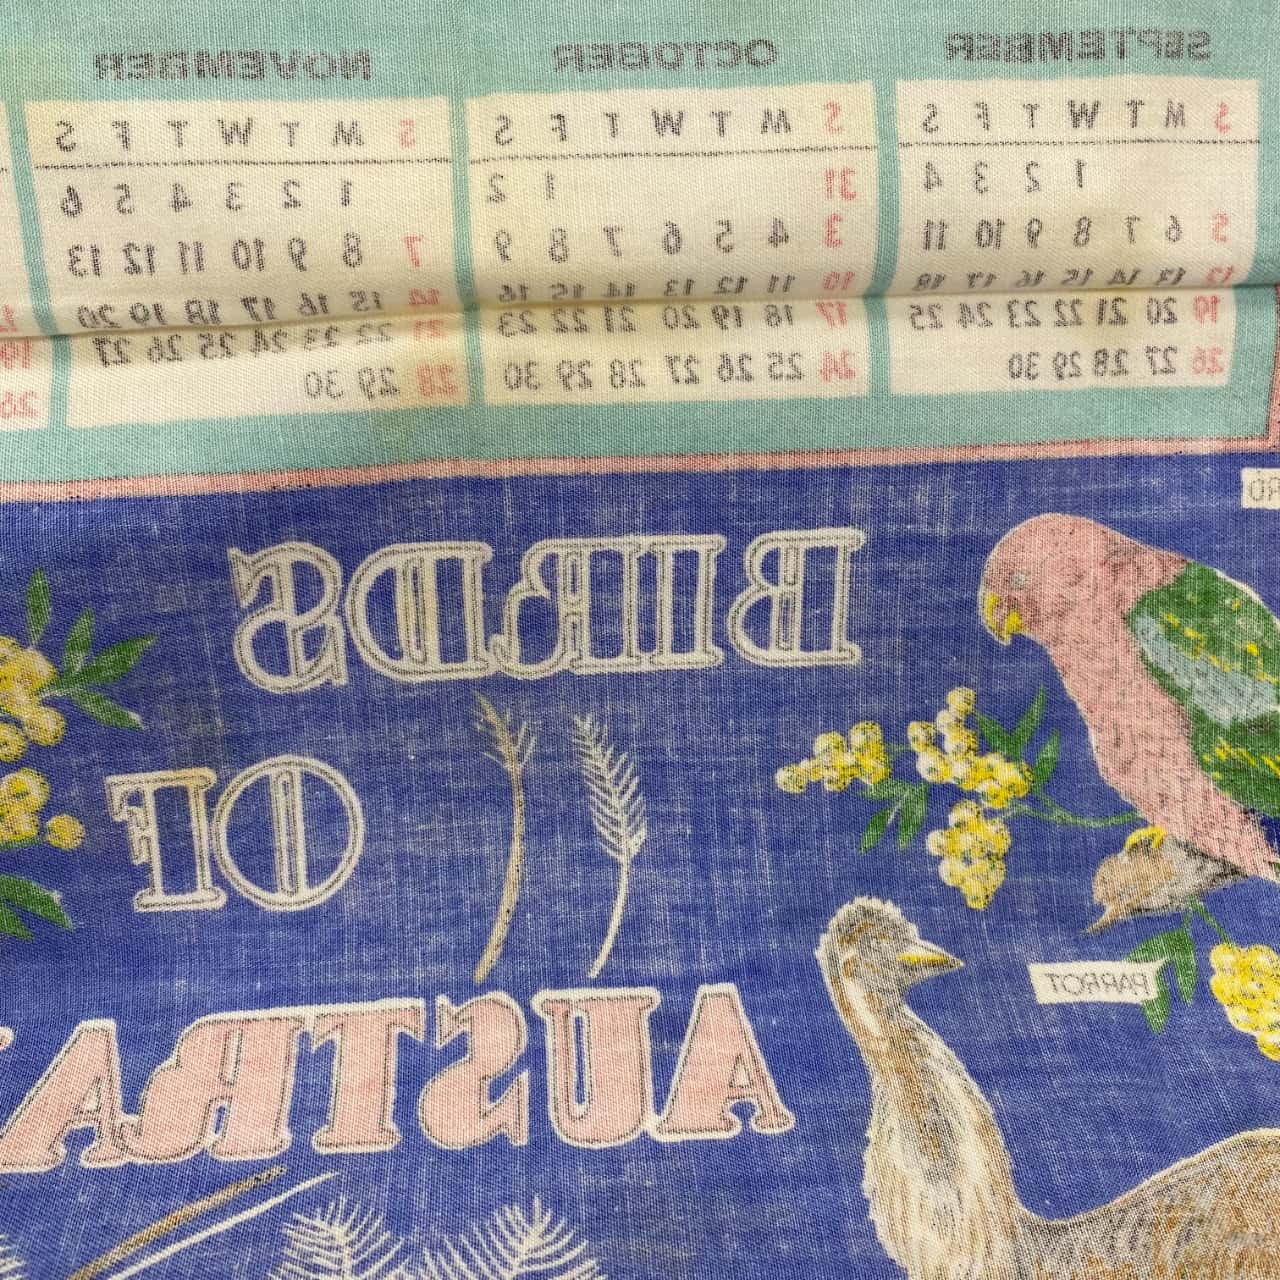 SEPTEMBER
S M T W T F S
1 2 3 4
5 6 7 8 9 10 11
12 13 14 15 16 17 18
19 20 21 22 23 24 25
26 27 28 29 30
OCTOBER
S M T W T F S
31 1 2
3 4 5 6 7 8 9
10 11 12 13 14 15 16
17 18 19 20 21 22 23
24 25 26 27 28 29 30
NOVEMBER
S M T W T F S
1 2 3 4 5 6
7 8 9 10 11 12 13
14 15 16 17 18 19 20
21 22 23 24 25 26 27
28 29 30
19
26
BIRDS
OF
AUSTRA
PARROT